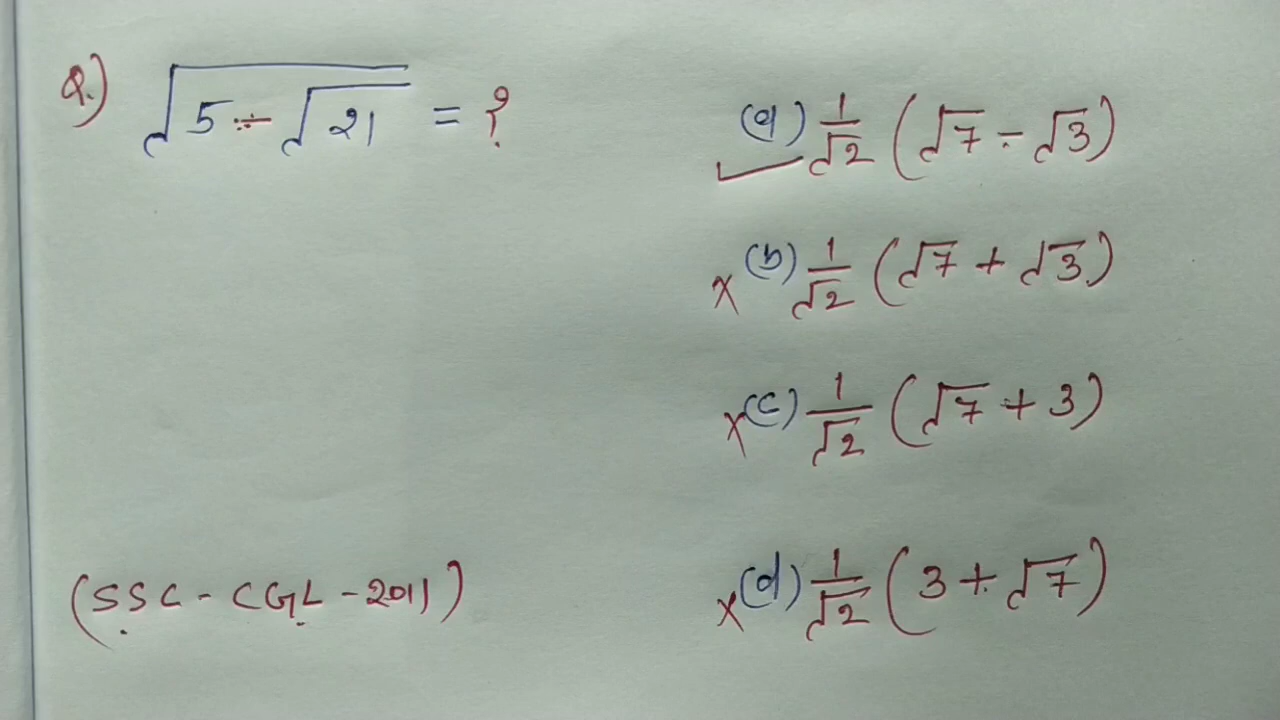 Q.) √(5 - √21) = ?
(a) 1/√2 (√7 - √3)
x (b) 1/√2 (√7 + √3)
x (c) 1/√2 (√7 + 3)
x (d) 1/√2 (3 + √7)
(SSC - CGL - 2011)